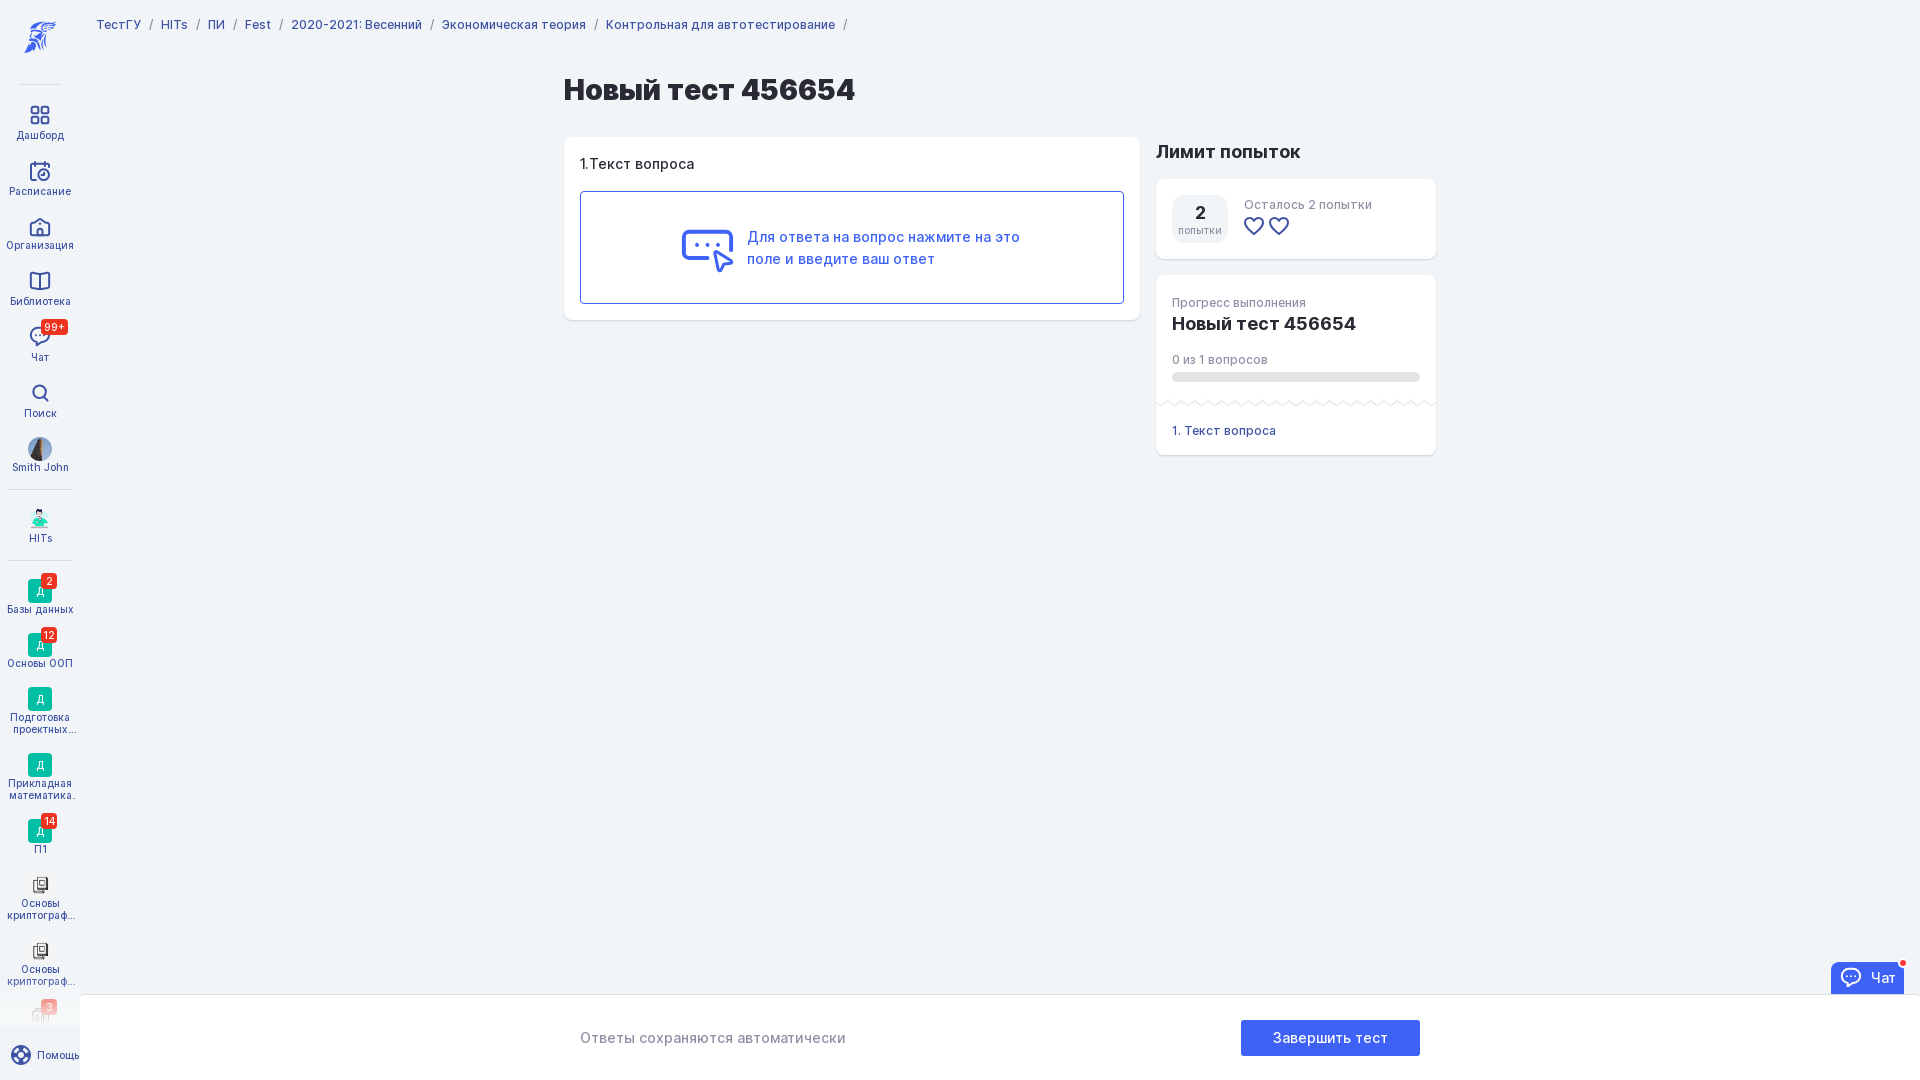 ТестГУ / HITs / ПИ / Fest / 2020-2021: Весенний / Экономическая теория / Контрольная для автотестирование /
Дашборд
Расписание
Организация
Библиотека
99+
Чат
Поиск
Smith John
HITs
2
Д
Базы данных
12
Д
Основы ООП
Д
Подготовка
проектных...
Д
Прикладная
математика.
14
Д
П1
Основы
криптограф...
Основы
криптограф...
3
Помощь
Новый тест 456654
1.Текст вопроса
Для ответа на вопрос нажмите на это
поле и введите ваш ответ
Лимит попыток
2
попытки
Осталось 2 попытки
Прогресс выполнения
Новый тест 456654
0 из 1 вопросов
1. Текст вопроса
Чат
Ответы сохраняются автоматически
Завершить тест